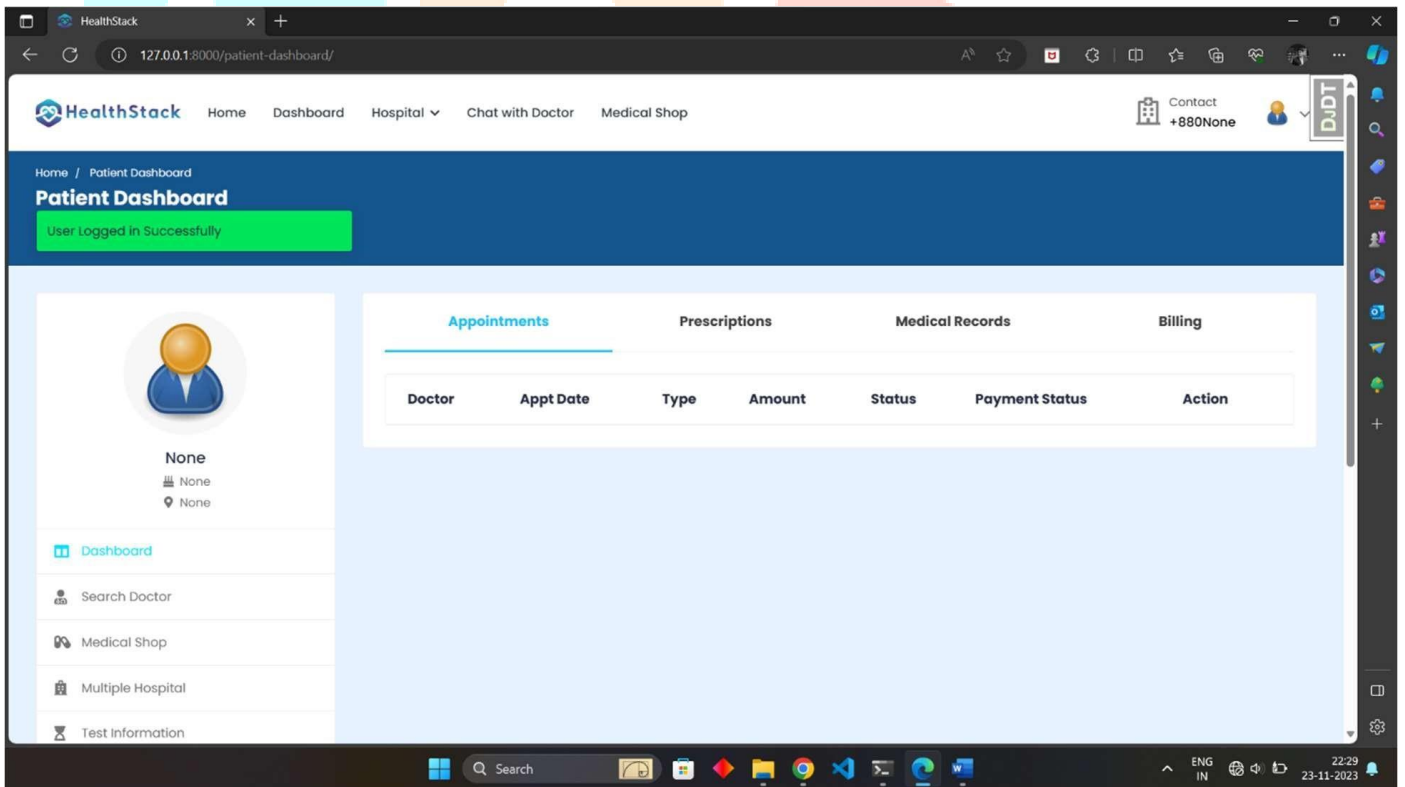 HealthStack
127.0.0.1:8000/patient-dashboard/
HealthStack Home Dashboard Hospital Chat with Doctor Medical Shop
Contact
+880None
DJDT
Home / Patient Dashboard
Patient Dashboard
User Logged in Successfully
None
None
None
Dashboard
Search Doctor
Medical Shop
Multiple Hospital
Test Information
Appointments Prescriptions Medical Records Billing
Doctor Appt Date Type Amount Status Payment Status Action
Search
ENG
IN
22:29
23-11-2023